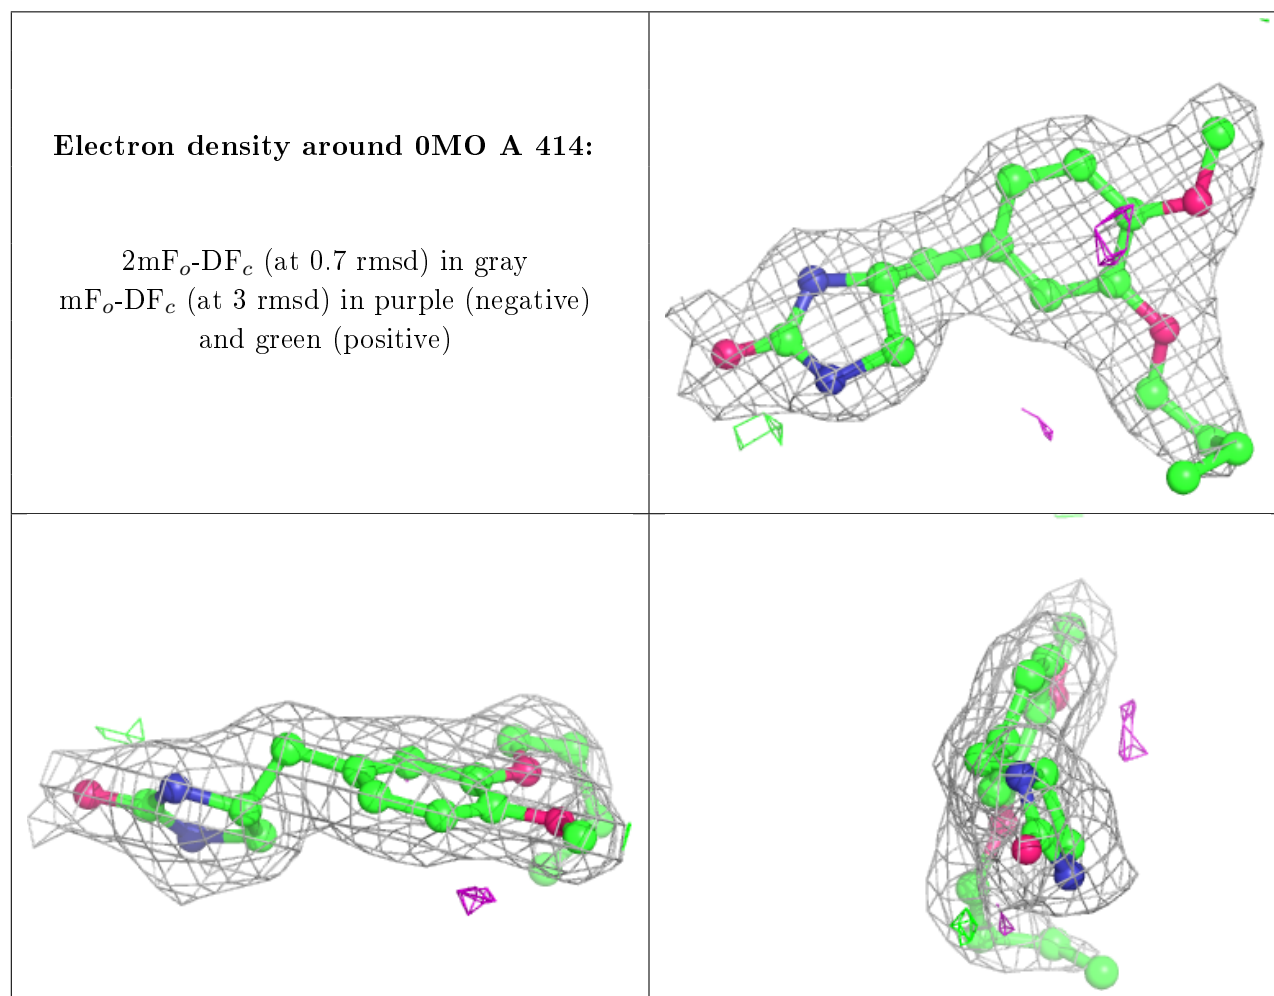 Electron density around 0MO A 414:
2mFo-DFc (at 0.7 rmsd) in gray
mFo-DFc (at 3 rmsd) in purple (negative)
and green (positive)